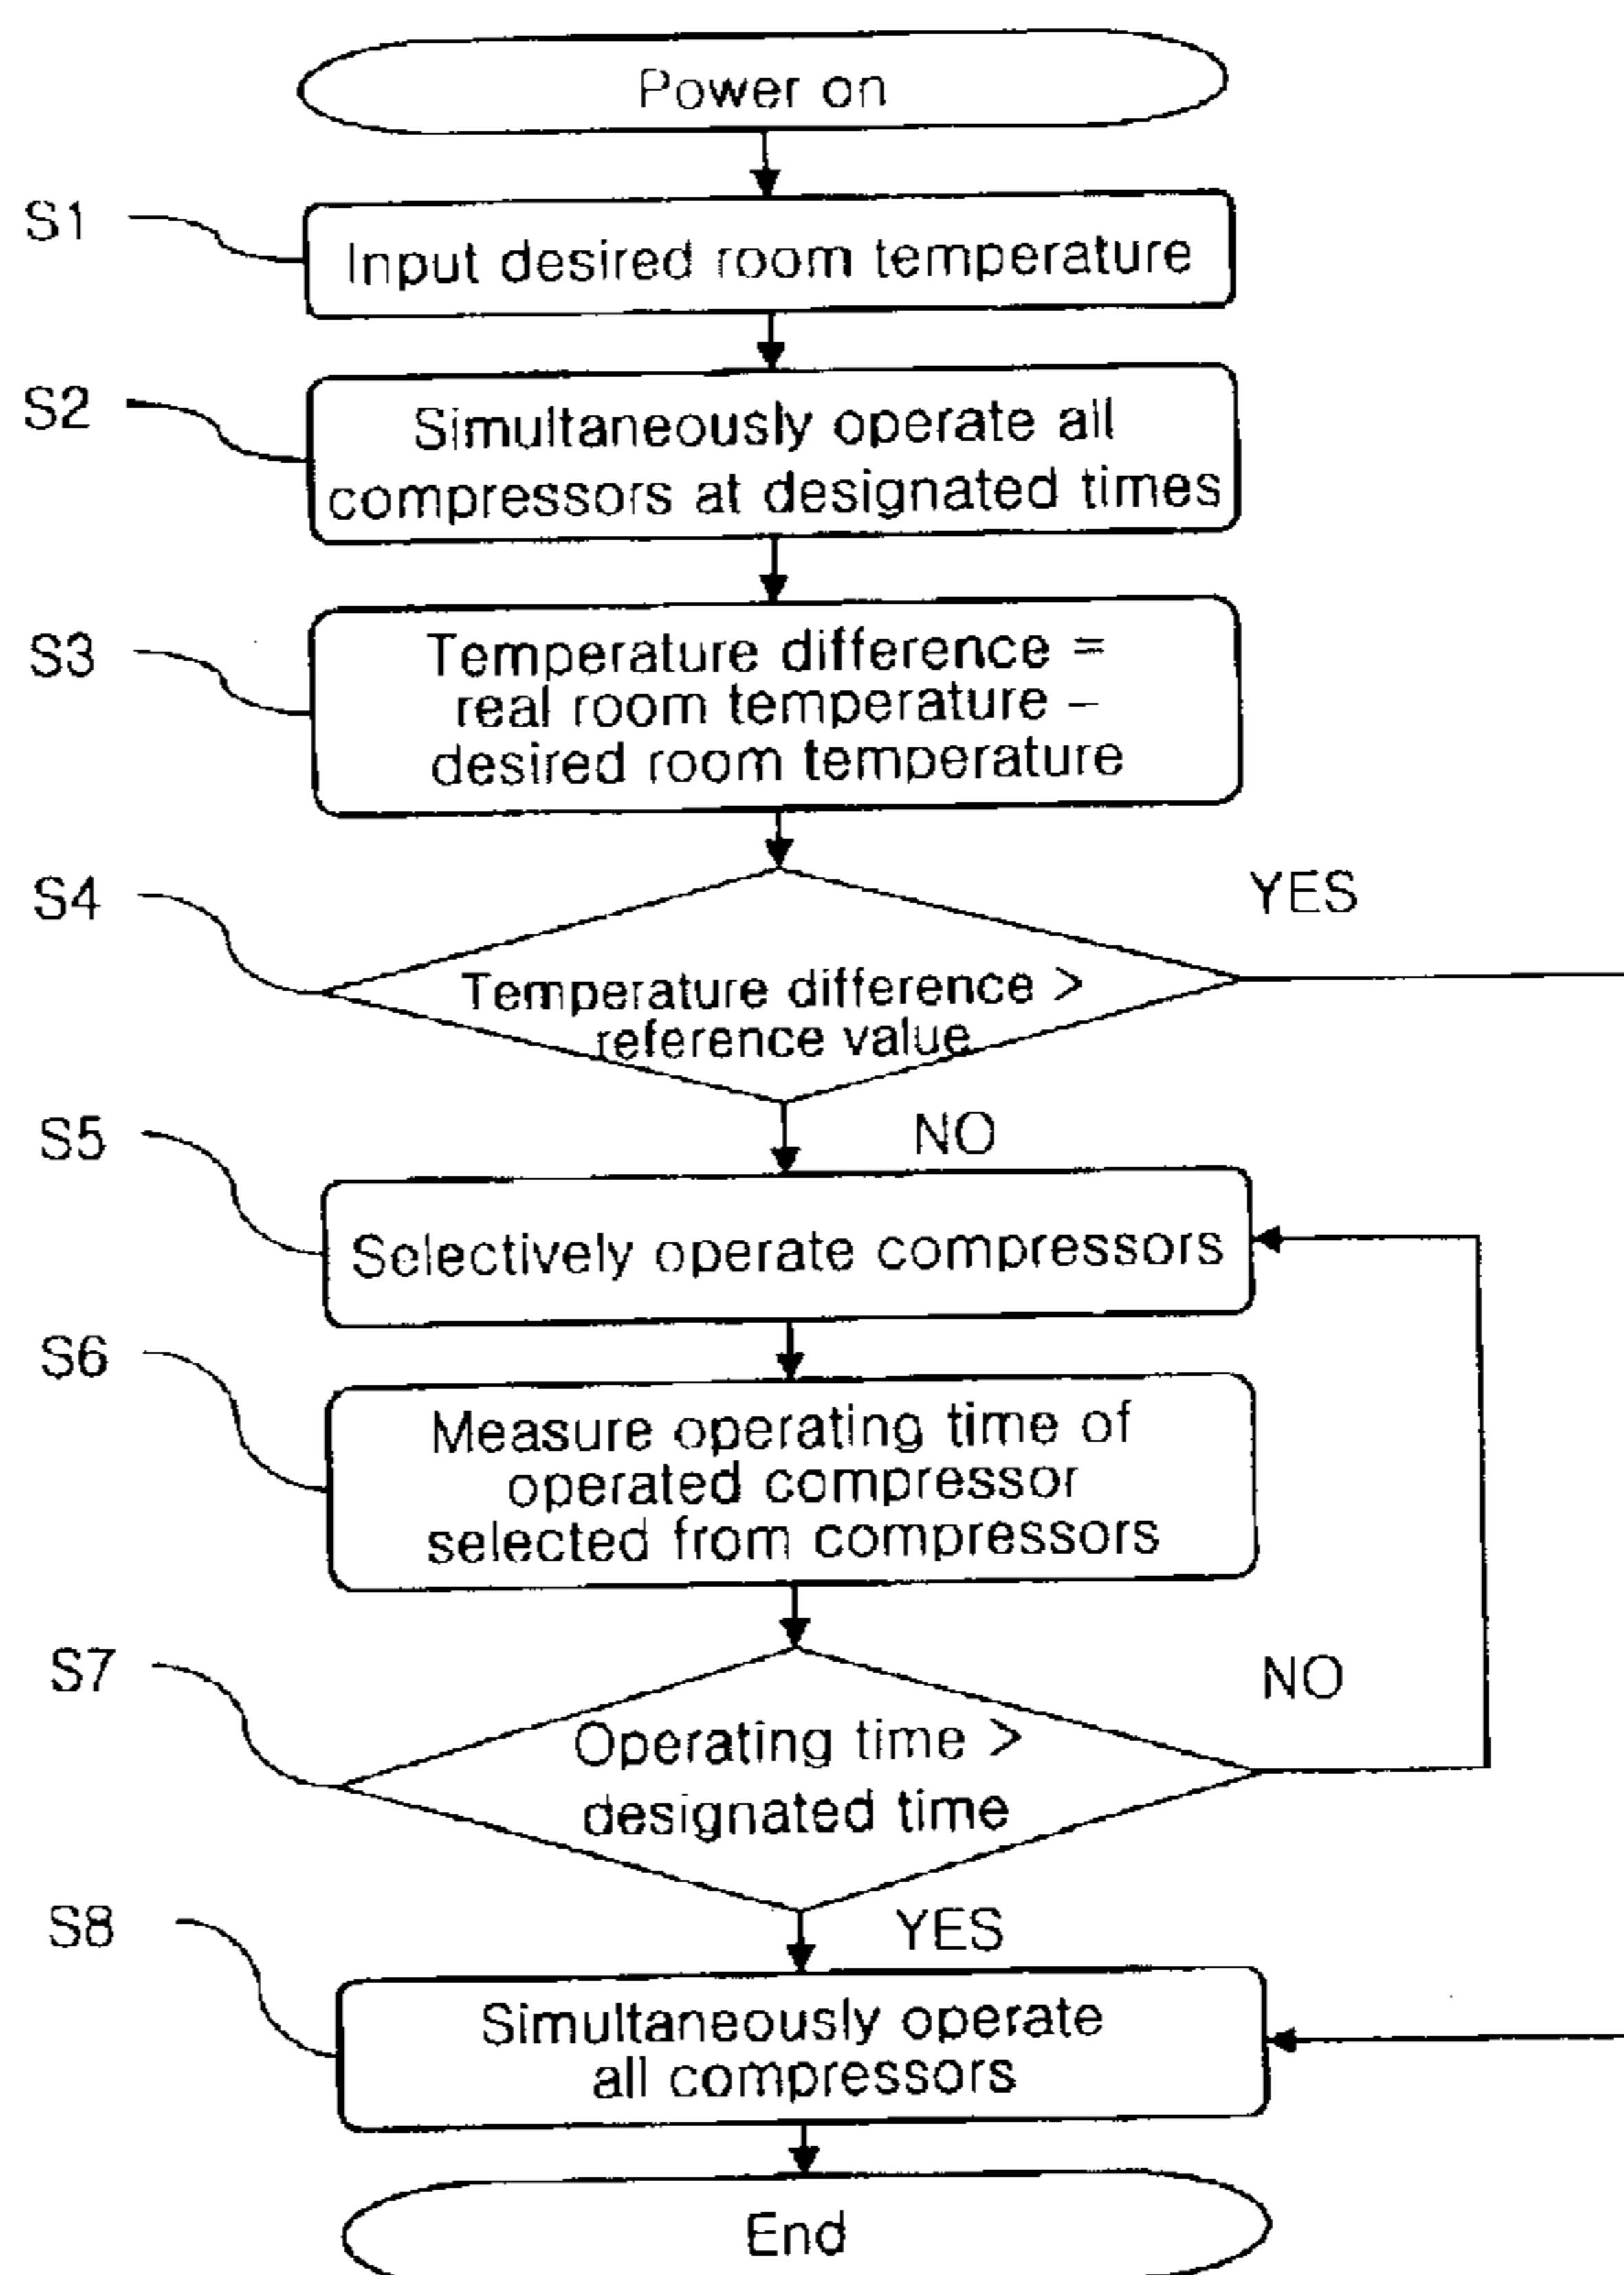 Power on
S1
Input desired room temperature
S2
Simultaneously operate all
compressors at designated times
S3
Temperature difference =
real room temperature –
desired room temperature
S4
YES
Temperature difference >
reference value
NO
S5
Selectively operate compressors
S6
Measure operating time of
operated compressor
selected from compressors
S7
NO
Operating time >
designated time
YES
S8
Simultaneously operate
all compressors
End